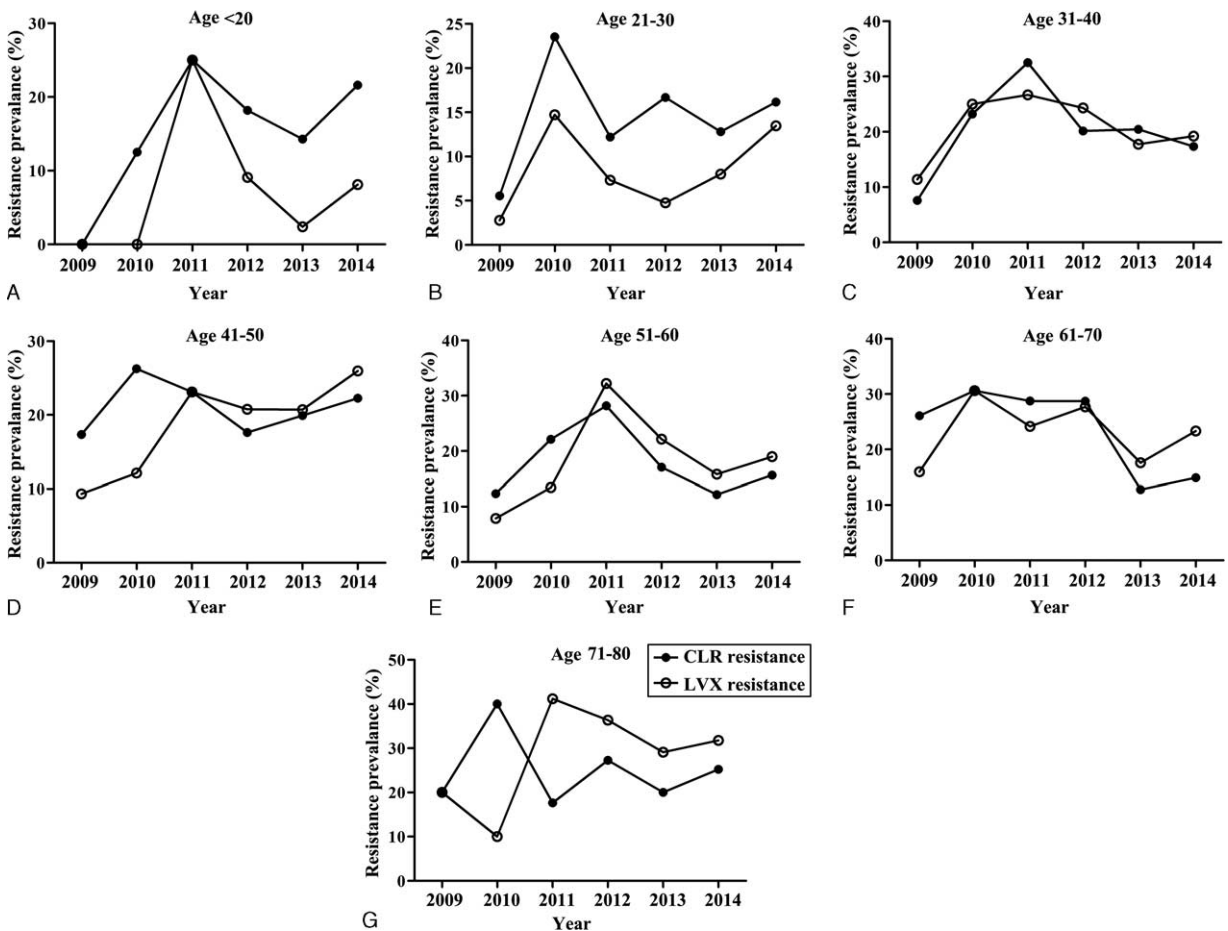 Age <20
Resistance prevalance (%)
30
20
10
0
2009 2010 2011 2012 2013 2014
Year
A
Age 21-30
Resistance prevalance (%)
25
20
15
10
5
0
2009 2010 2011 2012 2013 2014
Year
B
Age 31-40
Resistance prevalance (%)
40
30
20
10
0
2009 2010 2011 2012 2013 2014
Year
C
Age 41-50
Resistance prevalance (%)
30
20
10
0
2009 2010 2011 2012 2013 2014
Year
D
Age 51-60
Resistance prevalance (%)
40
30
20
10
0
2009 2010 2011 2012 2013 2014
Year
E
Age 61-70
Resistance prevalance (%)
40
30
20
10
0
2009 2010 2011 2012 2013 2014
Year
F
Age 71-80
CLR resistance
LVX resistance
Resistance prevalance (%)
50
40
30
20
10
0
2009 2010 2011 2012 2013 2014
Year
G